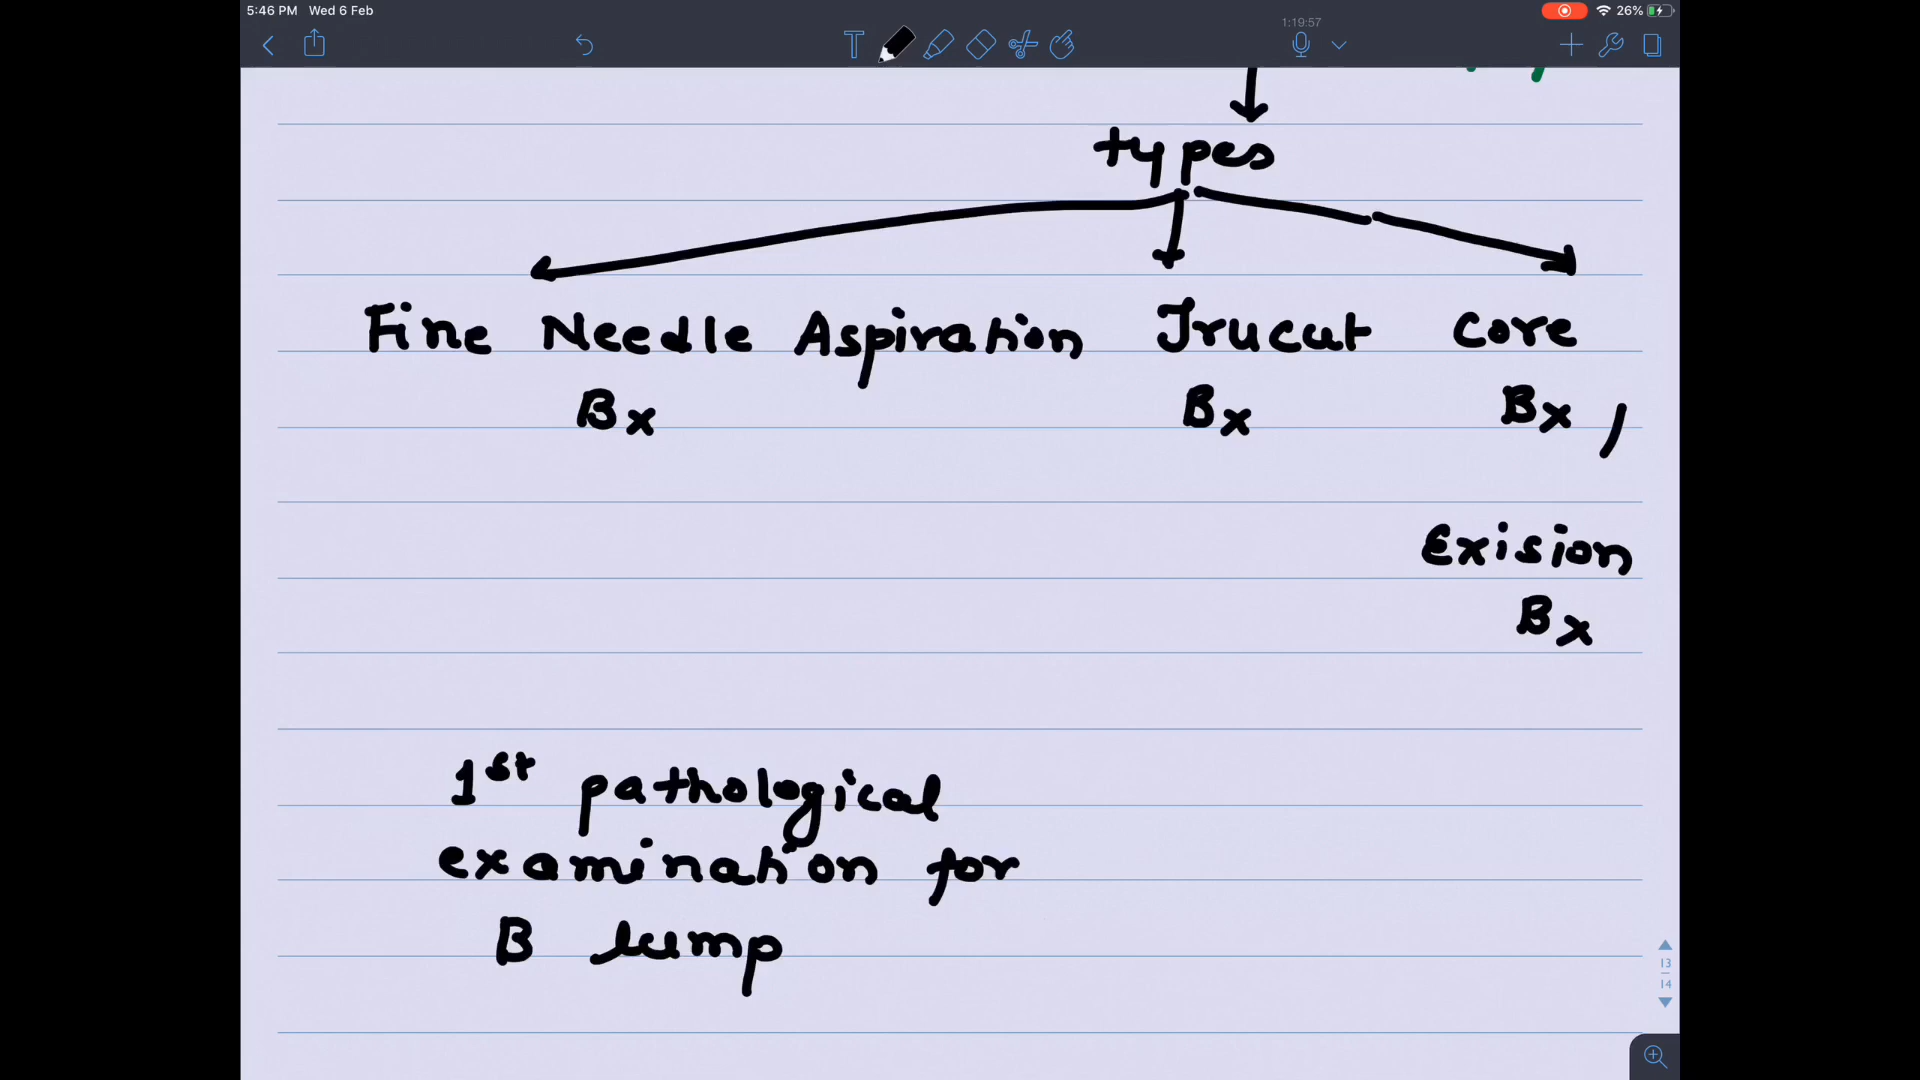 5:46 PM Wed 6 Feb
26%
1:19:57
T
types
Fine Needle Aspiration Trucut Core
Bx Bx Bx ,
Exision
Bx
1st pathological
examination for
B lump
13
14